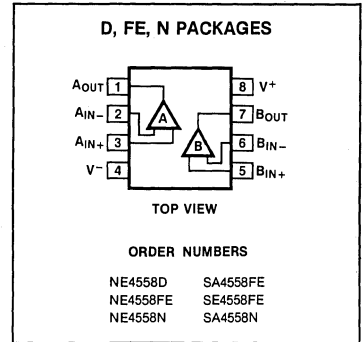 D, FE, N PACKAGES
AOUT 1 8 V+
AIN– 2 A 7 BOUT
AIN+ 3 B 6 BIN–
V– 4 5 BIN+
TOP VIEW
ORDER NUMBERS
NE4558D SA4558FE
NE4558FE SE4558FE
NE4558N SA4558N